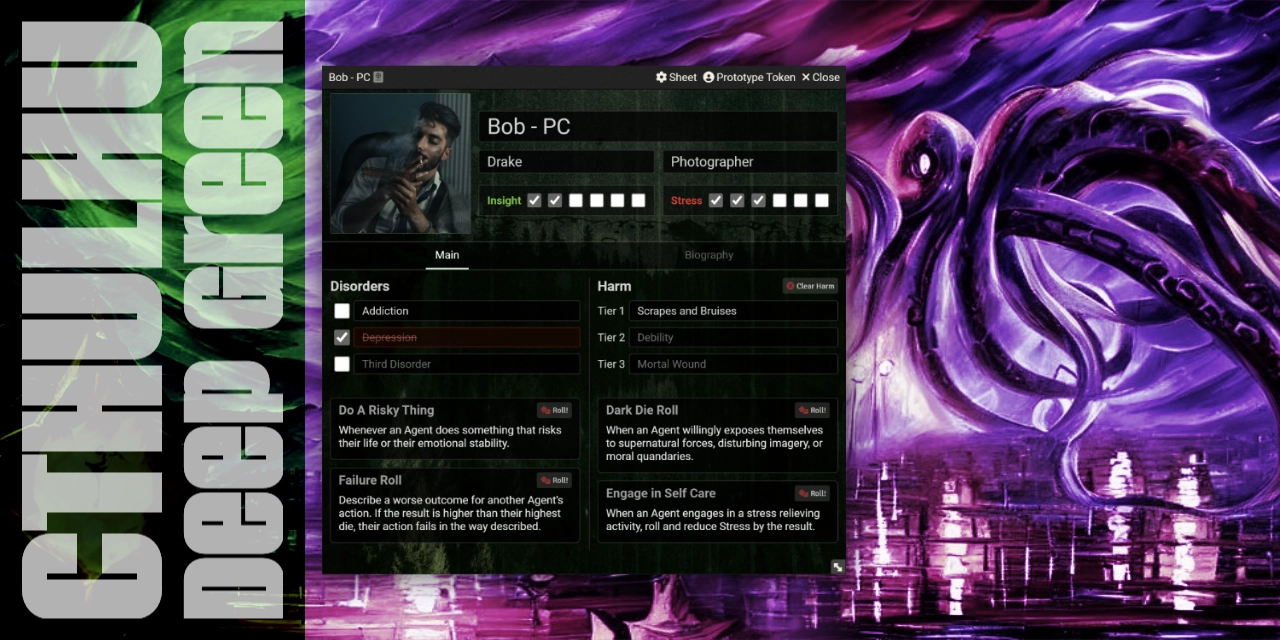 CTHULHU
Deep Green
Bob - PC
Sheet Prototype Token Close
Bob - PC
Drake
Photographer
Insight
Stress
Main
Biography
Disorders
Addiction
Depression
Third Disorder
Harm
Clear Harm
Tier 1 Scrapes and Bruises
Tier 2 Debility
Tier 3 Mortal Wound
Do A Risky Thing
Roll!
Whenever an Agent does something that risks
their life or their emotional stability.
Dark Die Roll
Roll!
When an Agent willingly exposes themselves
to supernatural forces, disturbing imagery, or
moral quandaries.
Failure Roll
Roll!
Describe a worse outcome for another Agent's
action. If the result is higher than their highest
die, their action fails in the way described.
Engage in Self Care
Roll!
When an Agent engages in a stress relieving
activity, roll and reduce Stress by the result.